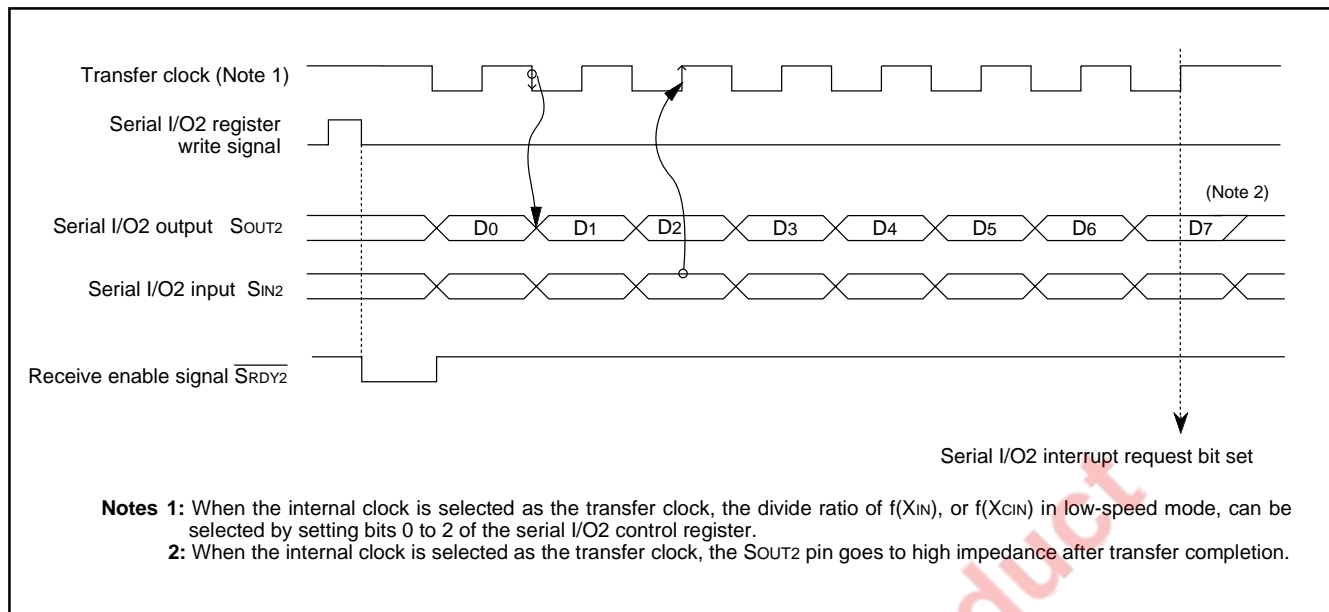 Transfer clock (Note 1)
Serial I/O2 register
write signal
(Note 2)
Serial I/O2 output SOUT2
D0 D1 D2 D3 D4 D5 D6 D7
Serial I/O2 input SIN2
Receive enable signal SRDY2
Serial I/O2 interrupt request bit set
Notes 1: When the internal clock is selected as the transfer clock, the divide ratio of f(XIN), or f(XCIN) in low-speed mode, can be
selected by setting bits 0 to 2 of the serial I/O2 control register.
2: When the internal clock is selected as the transfer clock, the SOUT2 pin goes to high impedance after transfer completion.
duct